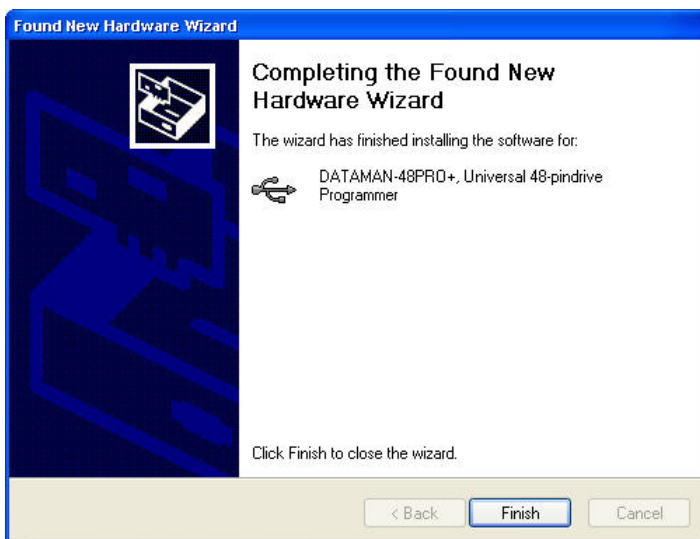 Found New Hardware Wizard
Completing the Found New
Hardware Wizard
The wizard has finished installing the software for:
DATAMAN-48PRO+, Universal 48-pindrive
Programmer
Click Finish to close the wizard.
< Back
Finish
Cancel